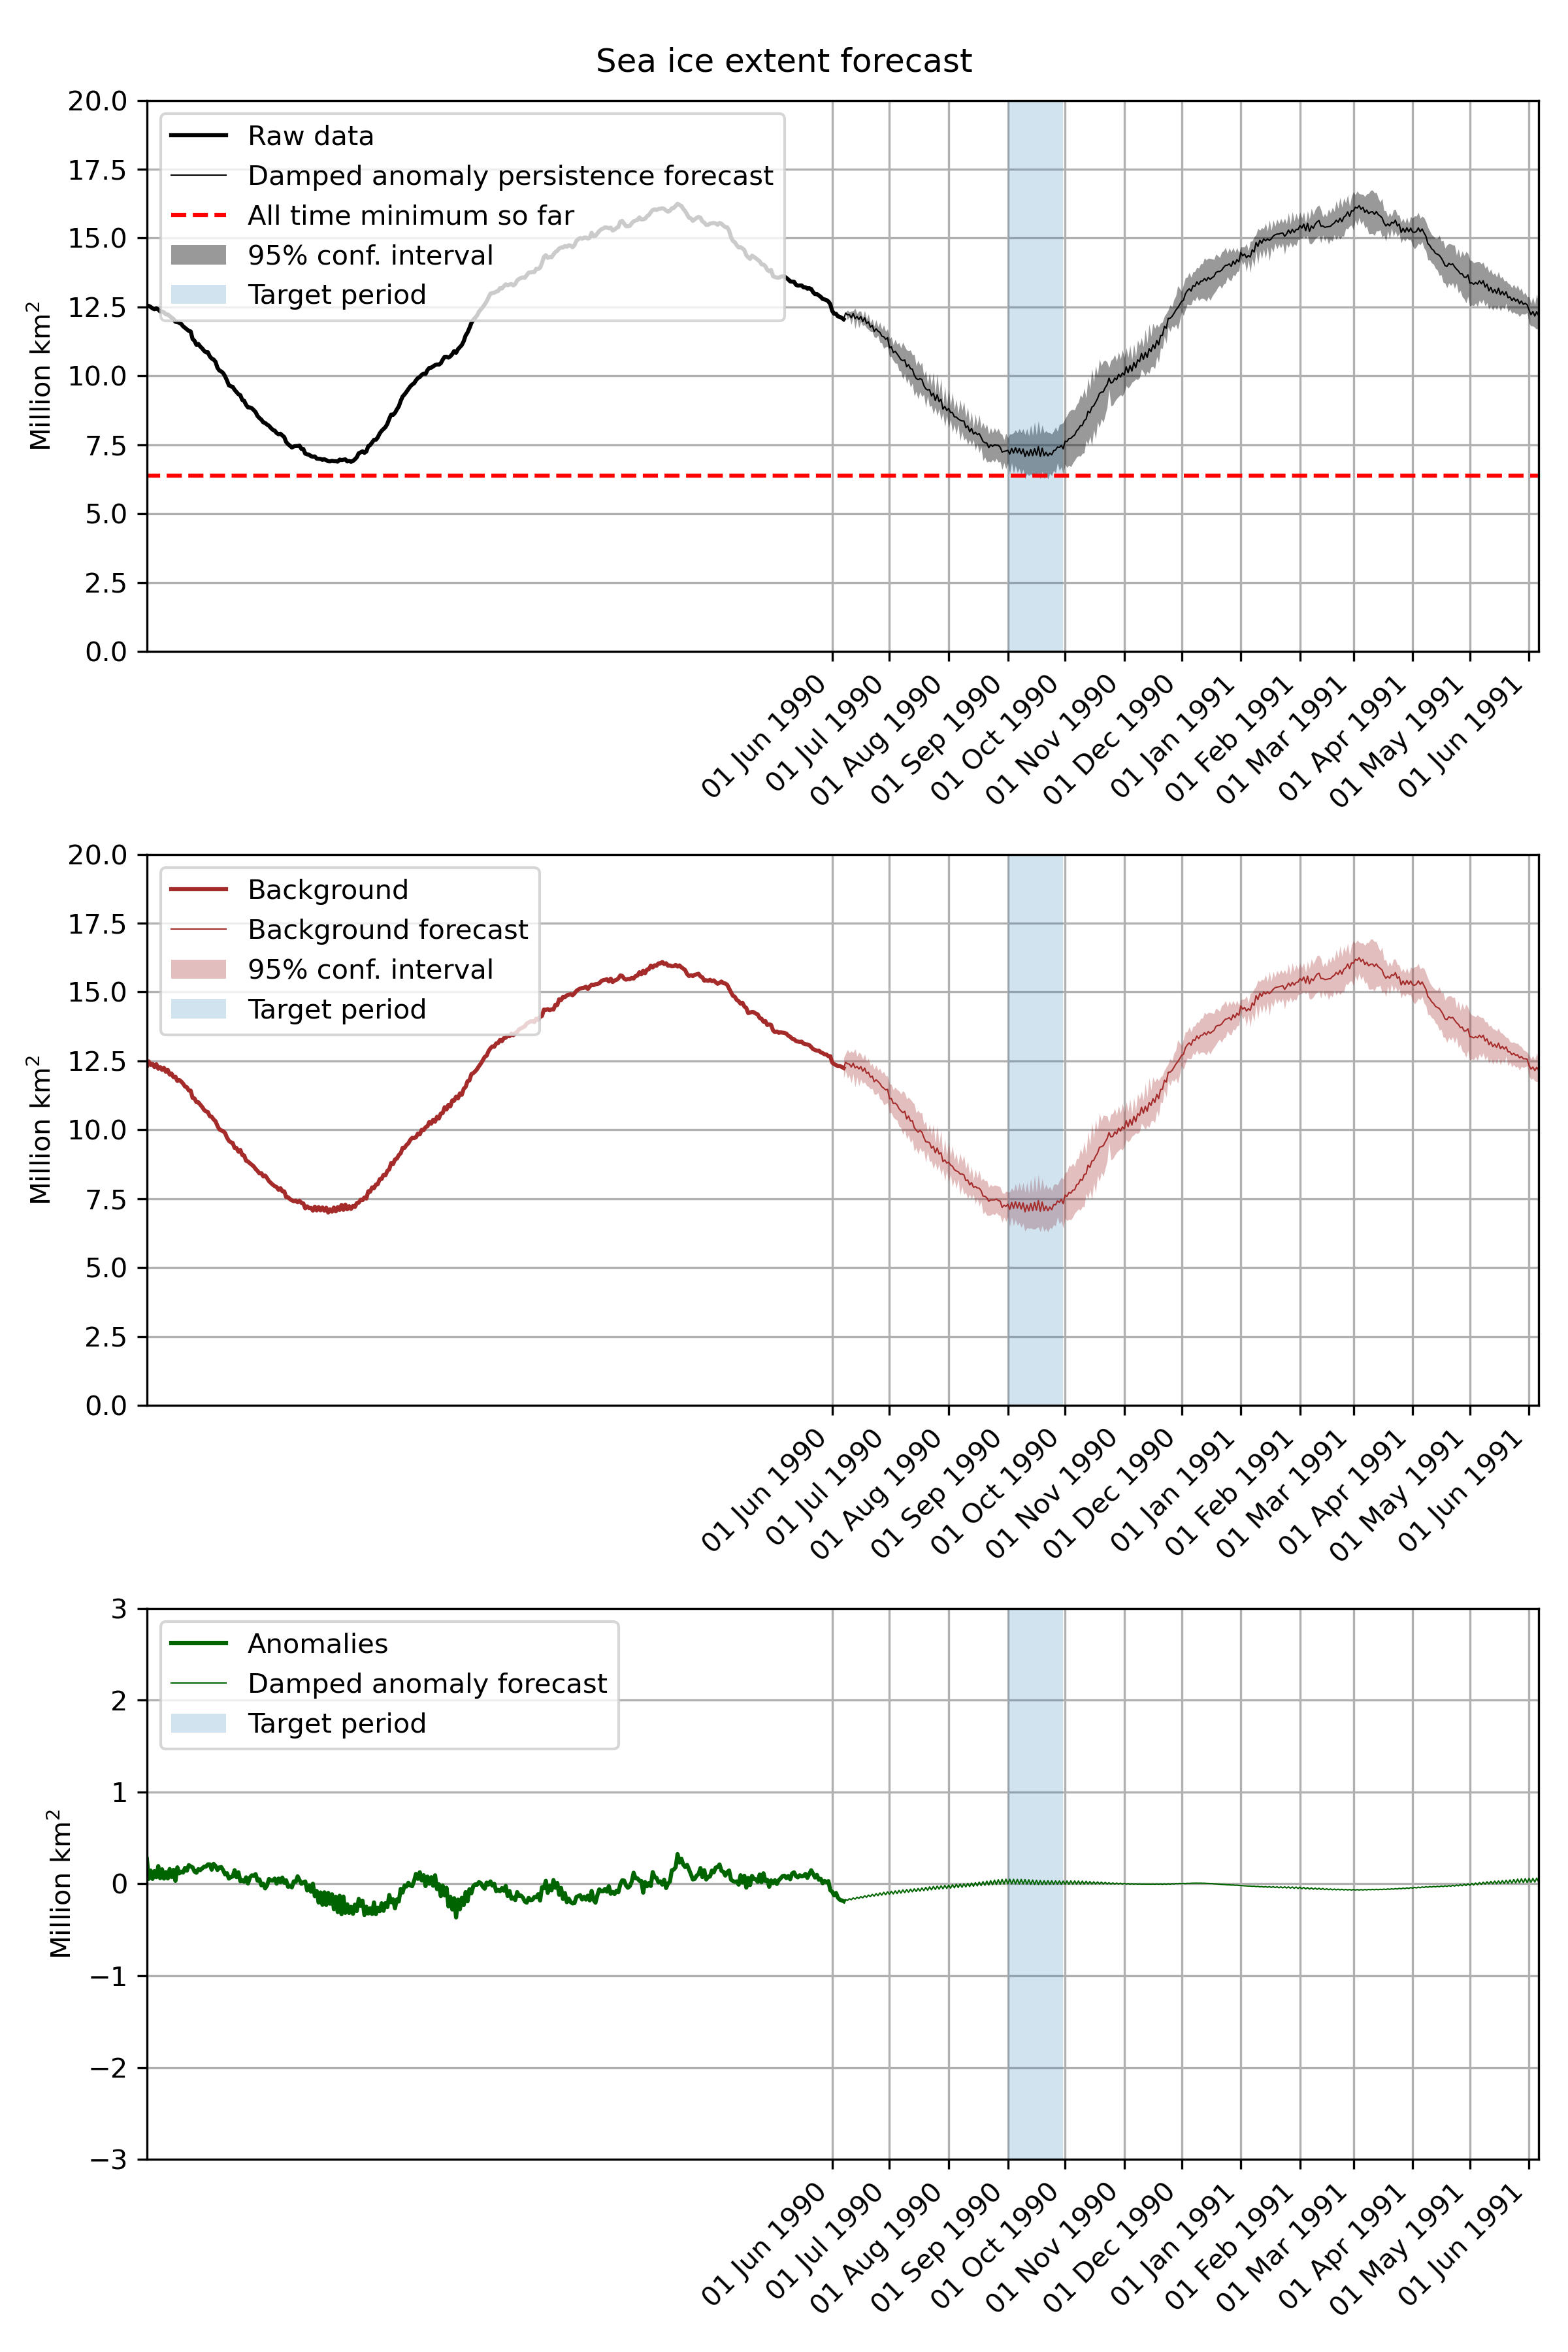 Sea ice extent forecast
20.0
17.5
15.0
12.5
10.0
7.5
5.0
2.5
0.0
Million km²
Raw data
Damped anomaly persistence forecast
All time minimum so far
95% conf. interval
Target period
01 Jun 1990
01 Jul 1990
01 Aug 1990
01 Sep 1990
01 Oct 1990
01 Nov 1990
01 Dec 1990
01 Jan 1991
01 Feb 1991
01 Mar 1991
01 Apr 1991
01 May 1991
01 Jun 1991
20.0
17.5
15.0
12.5
10.0
7.5
5.0
2.5
0.0
Million km²
Background
Background forecast
95% conf. interval
Target period
01 Jun 1990
01 Jul 1990
01 Aug 1990
01 Sep 1990
01 Oct 1990
01 Nov 1990
01 Dec 1990
01 Jan 1991
01 Feb 1991
01 Mar 1991
01 Apr 1991
01 May 1991
01 Jun 1991
3
2
1
0
−1
−2
−3
Million km²
Anomalies
Damped anomaly forecast
Target period
01 Jun 1990
01 Jul 1990
01 Aug 1990
01 Sep 1990
01 Oct 1990
01 Nov 1990
01 Dec 1990
01 Jan 1991
01 Feb 1991
01 Mar 1991
01 Apr 1991
01 May 1991
01 Jun 1991